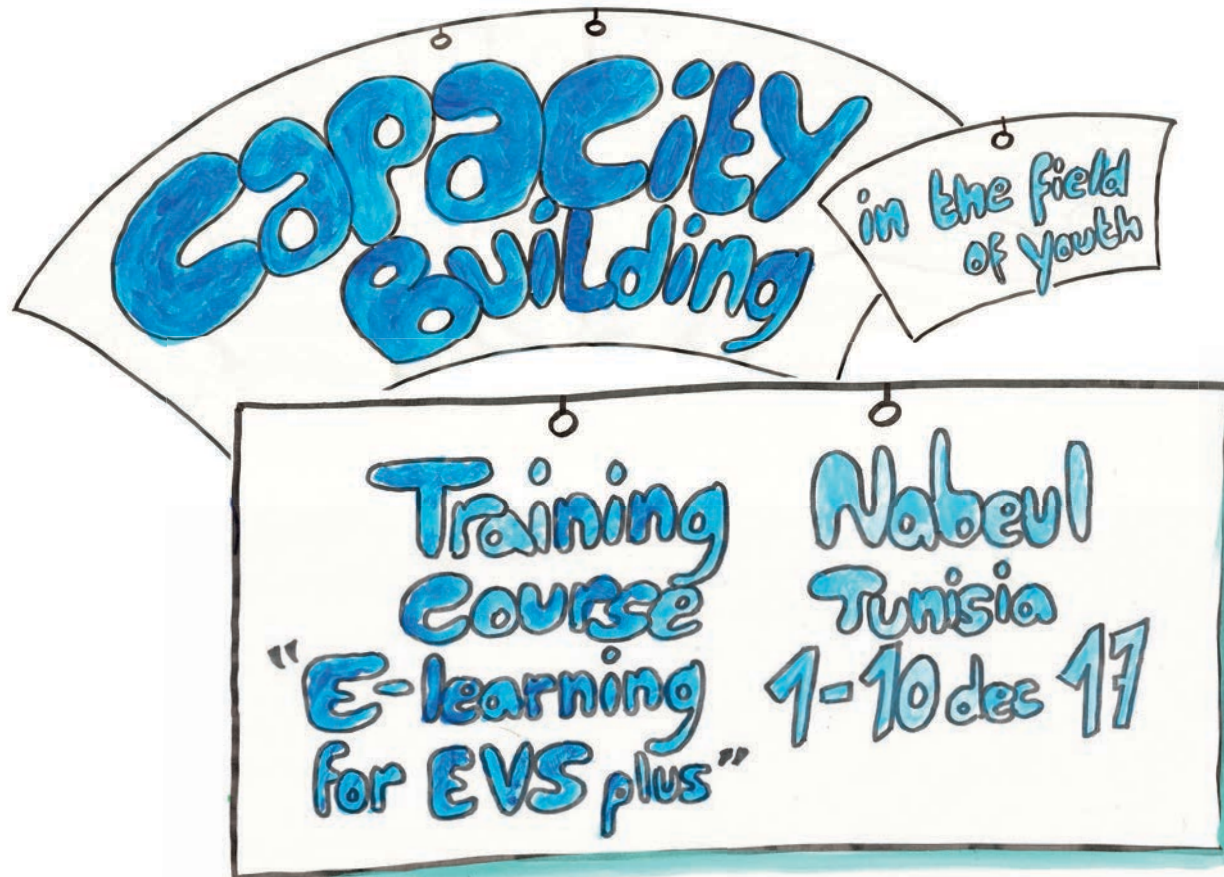 CaPaCity
BuiLding
in the field
of youth
Training
Course
"E-learning
for EVS plus"
Nabeul
Tunisia
1-10 dec 17